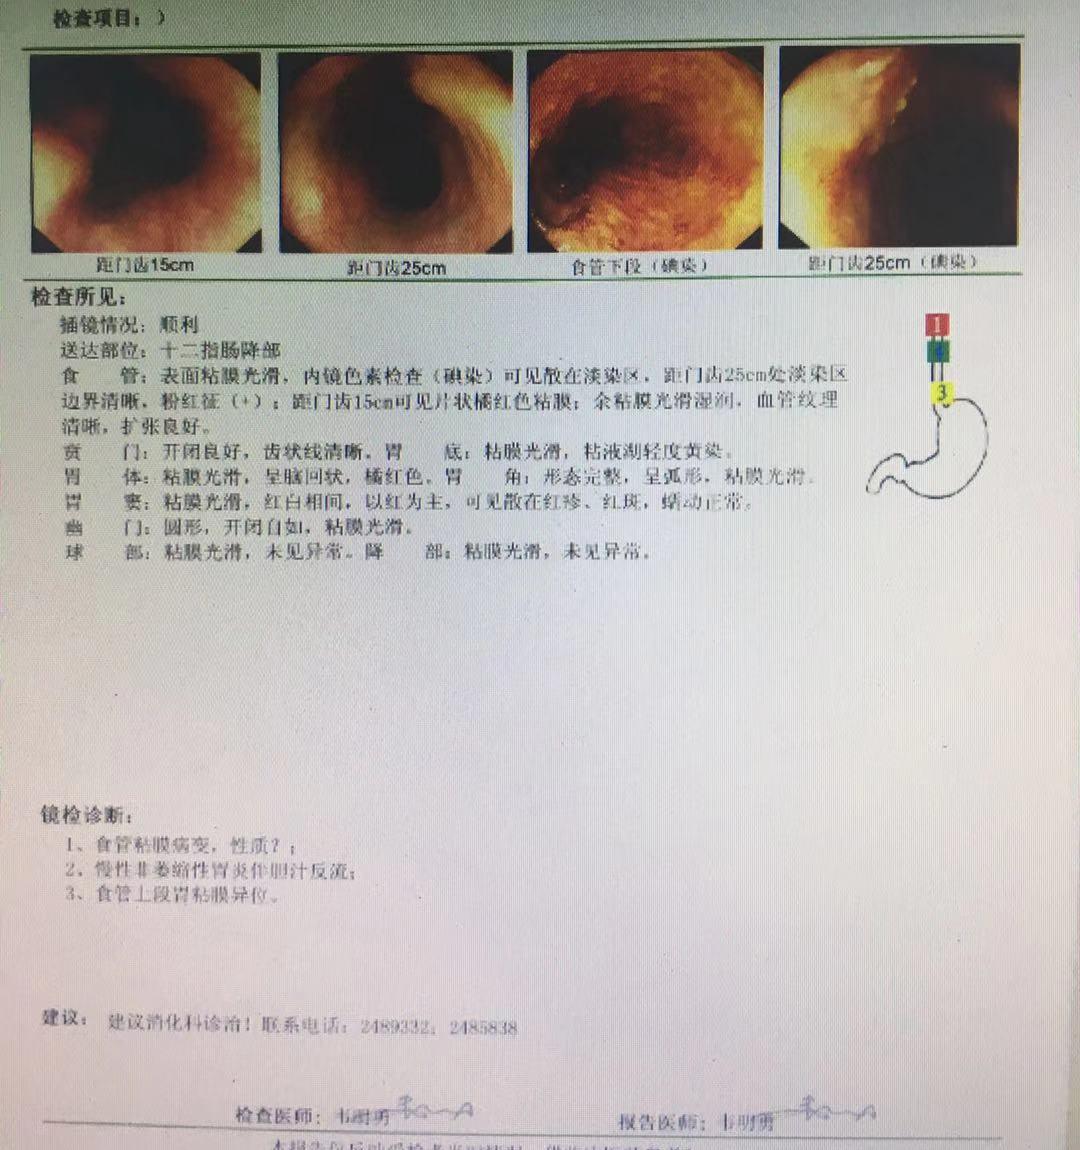 检查项目：）
距门齿15cm
距门齿25cm
食管下段（碘染）
距门齿25cm（碘染）
检查所见：
插镜情况：顺利
送达部位：十二指肠降部
食 管：表面粘膜光滑，内镜色素检查（碘染）可见散在淡染区，距门齿25cm处淡染区
边界清晰，粉红征（+）；距门齿15cm可见片状橘红色粘膜；余粘膜光滑湿润，血管纹理
清晰，扩张良好。
贲 门：开闭良好，齿状线清晰。胃 底：粘膜光滑，粘液湖轻度黄染。
胃 体：粘膜光滑，呈脑回状，橘红色。胃 角：形态完整，呈弧形，粘膜光滑。
胃 窦：粘膜光滑，红白相间，以红为主，可见散在红疹、红斑，蠕动正常。
幽 门：圆形，开闭自如，粘膜光滑。
球 部：粘膜光滑，未见异常。降 部：粘膜光滑，未见异常。
1
4
3
镜检诊断：
1、食管粘膜病变，性质？；
2、慢性非萎缩性胃炎伴胆汁反流；
3、食管上段胃粘膜异位。
建议： 建议消化科诊治！联系电话：2489332；2485838
检查医师：韦明勇
报告医师：韦明勇